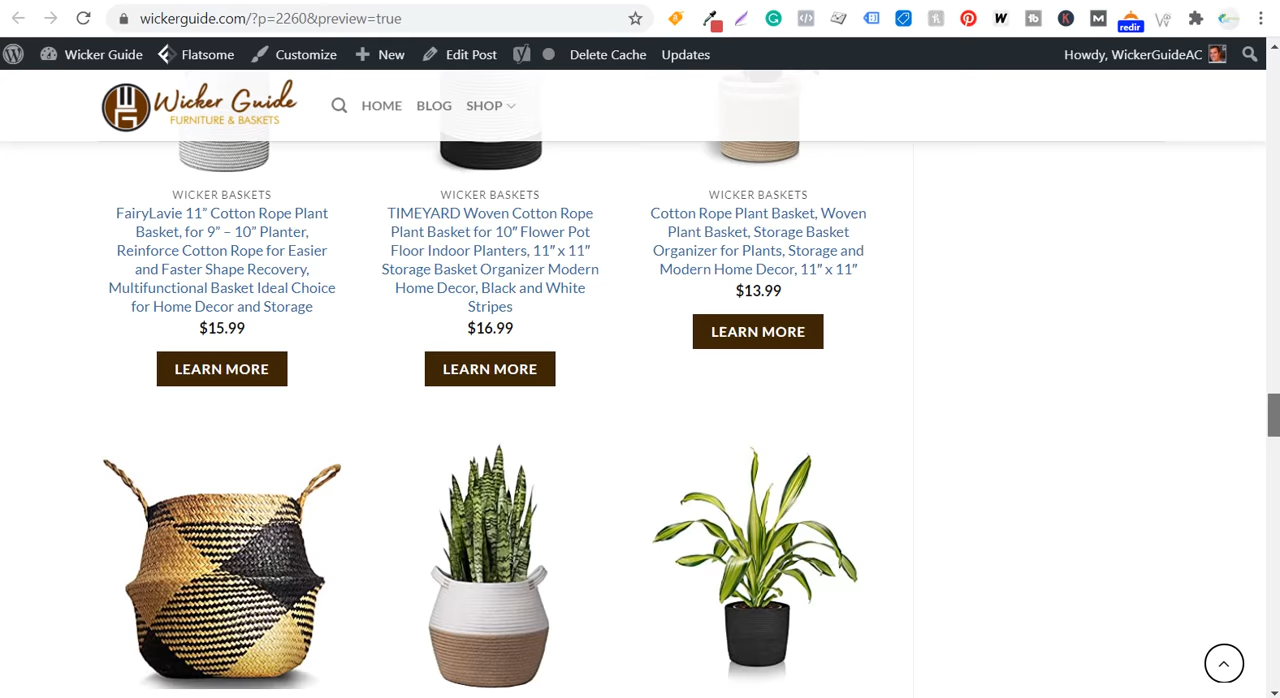 wickerguide.com/?p=2260&preview=true
redir
Wicker Guide Flatsome Customize New Edit Post Delete Cache Updates Howdy, WickerGuideAC
Wicker Guide
FURNITURE & BASKETS
HOME BLOG SHOP
WICKER BASKETS
FairyLavie 11” Cotton Rope Plant
Basket, for 9” – 10” Planter,
Reinforce Cotton Rope for Easier
and Faster Shape Recovery,
Multifunctional Basket Ideal Choice
for Home Decor and Storage
$15.99
LEARN MORE
WICKER BASKETS
TIMEYARD Woven Cotton Rope
Plant Basket for 10″ Flower Pot
Floor Indoor Planters, 11″ x 11″
Storage Basket Organizer Modern
Home Decor, Black and White
Stripes
$16.99
LEARN MORE
WICKER BASKETS
Cotton Rope Plant Basket, Woven
Plant Basket, Storage Basket
Organizer for Plants, Storage and
Modern Home Decor, 11″ x 11″
$13.99
LEARN MORE